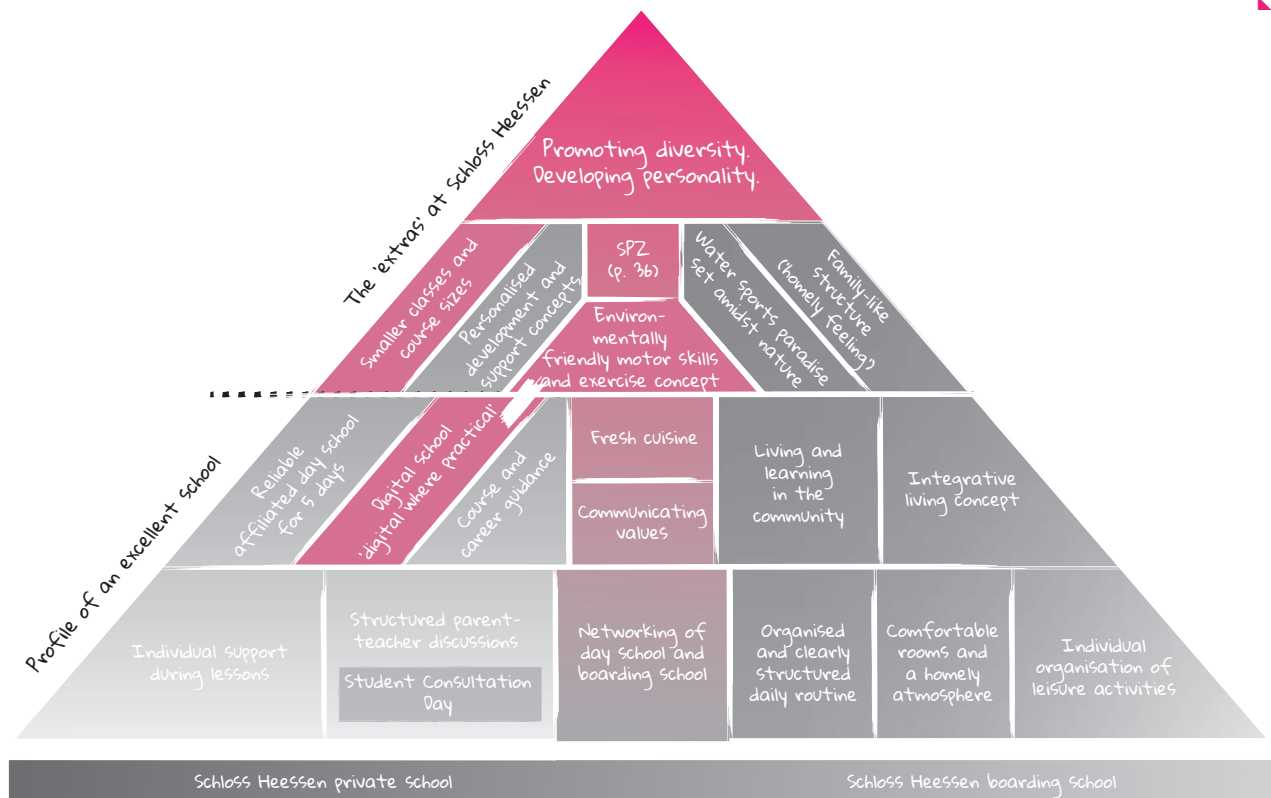 The 'extras' at Schloss Heessen
Promoting diversity.
Developing personality.
Smaller classes and
course sizes
Personalised
development and
support concepts
SPZ
(p. 36)
Environ-
mentally
friendly motor skills
and exercise concept
Water sports paradise
set amidst
nature
Family-like
structure
('homely feeling')
Profile of an excellent school
Reliable
affiliated day school
for 5 days
Digital school
'digital where practical'
Course and
career guidance
Fresh cuisine
Communicating
values
Living and
learning
in the
community
Integrative
living concept
Individual support
during lessons
Structured parent-
teacher discussions
Student Consultation
Day
Networking of
day school and
boarding school
Organised
and clearly
structured
daily routine
Comfortable
rooms and
a homely
atmosphere
Individual
organisation of
leisure activities
Schloss Heessen private school
Schloss Heessen boarding school